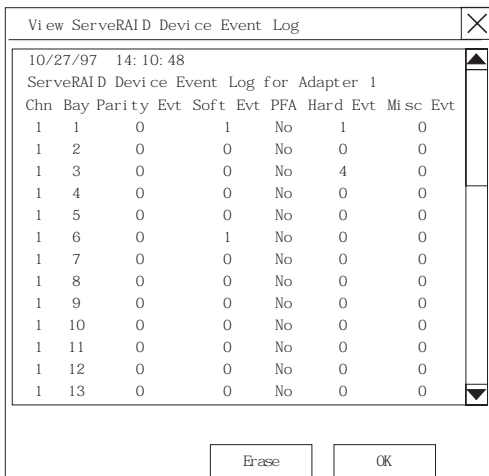 View ServeRAID Device Event Log
10/27/97 14:10:48
ServeRAID Device Event Log for Adapter 1
Chn Bay Parity Evt Soft Evt PFA Hard Evt Misc Evt
1 1 0 1 No 1 0
1 2 0 0 No 0 0
1 3 0 0 No 4 0
1 4 0 0 No 0 0
1 5 0 0 No 0 0
1 6 0 1 No 0 0
1 7 0 0 No 0 0
1 8 0 0 No 0 0
1 9 0 0 No 0 0
1 10 0 0 No 0 0
1 11 0 0 No 0 0
1 12 0 0 No 0 0
1 13 0 0 No 0 0
Erase OK